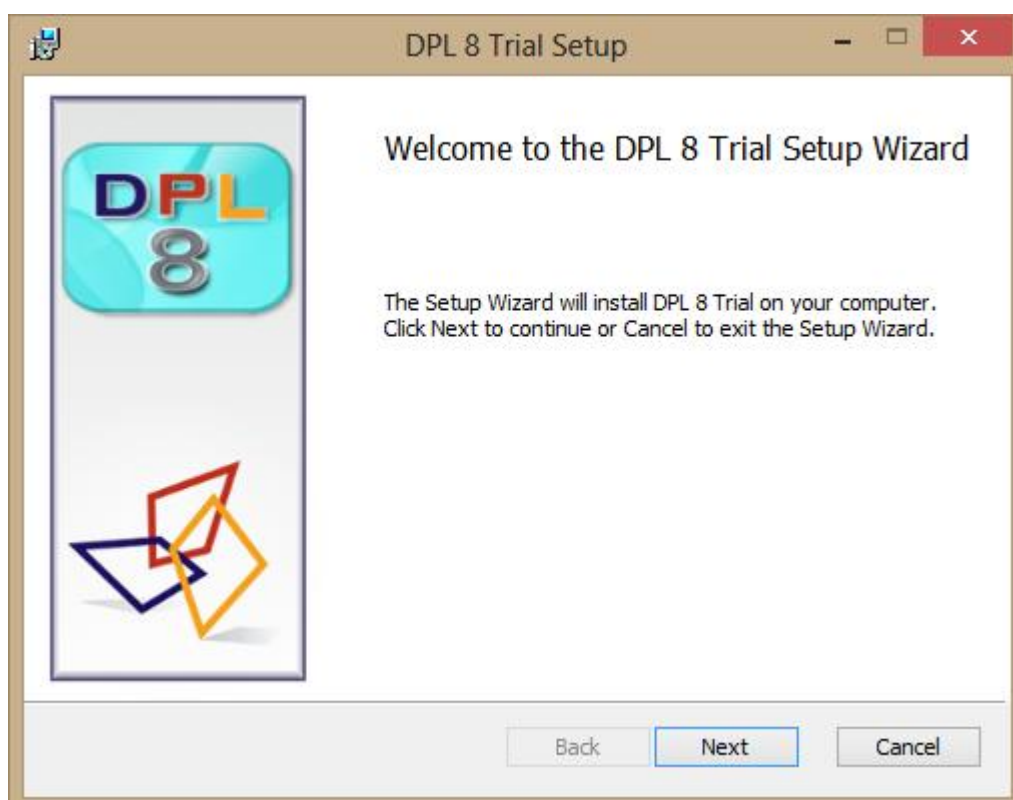 DPL 8 Trial Setup
DPL
8
Welcome to the DPL 8 Trial Setup Wizard
The Setup Wizard will install DPL 8 Trial on your computer.
Click Next to continue or Cancel to exit the Setup Wizard.
Back Next Cancel